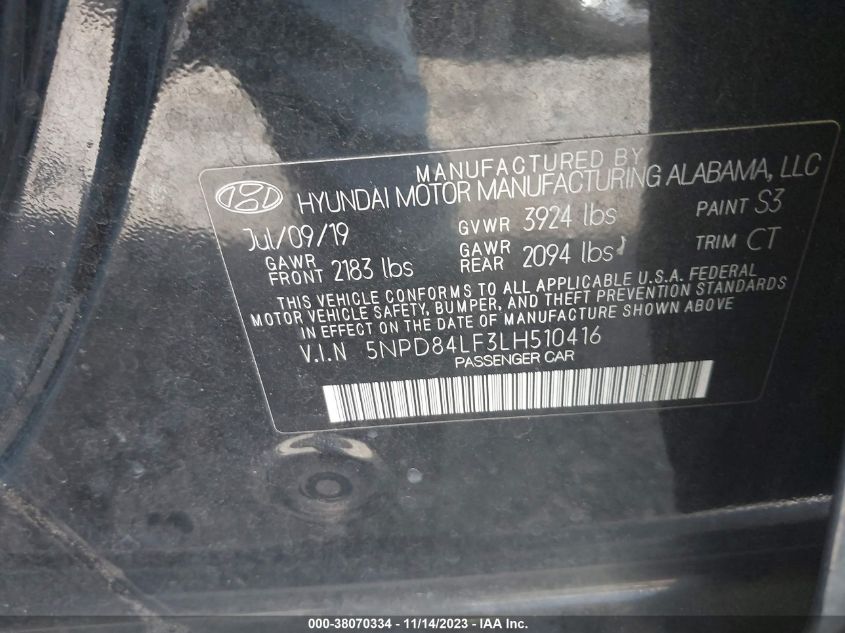 MANUFACTURED BY
HYUNDAI MOTOR MANUFACTURING ALABAMA, LLC
Jul/09/19 GVWR 3924 lbs PAINT S3
GAWR FRONT 2183 lbs GAWR REAR 2094 lbs TRIM CT
THIS VEHICLE CONFORMS TO ALL APPLICABLE U.S.A. FEDERAL
MOTOR VEHICLE SAFETY, BUMPER, AND THEFT PREVENTION STANDARDS
IN EFFECT ON THE DATE OF MANUFACTURE SHOWN ABOVE
V.I.N 5NPD84LF3LH510416
PASSENGER CAR
000-38070334 - 11/14/2023 - IAA Inc.